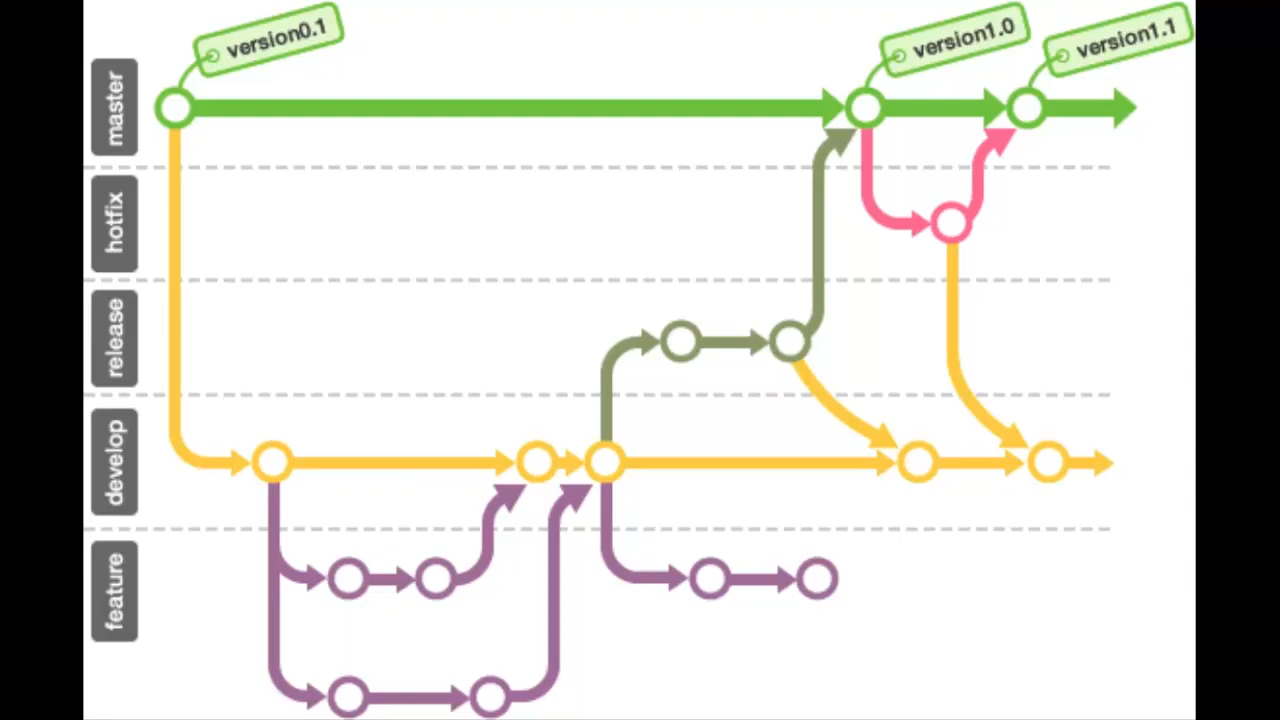 version0.1
version1.0
version1.1
master
hotfix
release
develop
feature